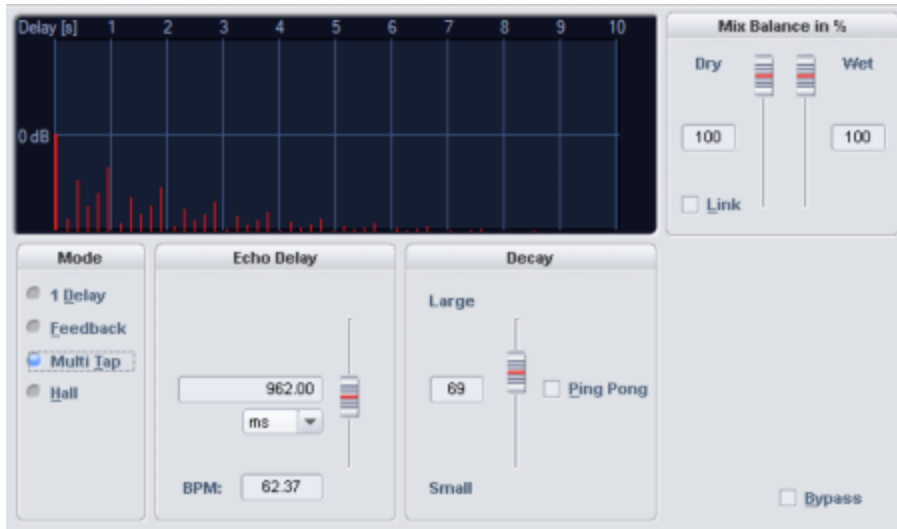 Delay [s] 1 2 3 4 5 6 7 8 9 10
0 dB
Mix Balance in %
Dry Wet
100 100
Link
Mode
1 Delay
Feedback
Multi Tap
Hall
Echo Delay
962.00
ms
BPM: 62.37
Decay
Large
69 Ping Pong
Small
Bypass